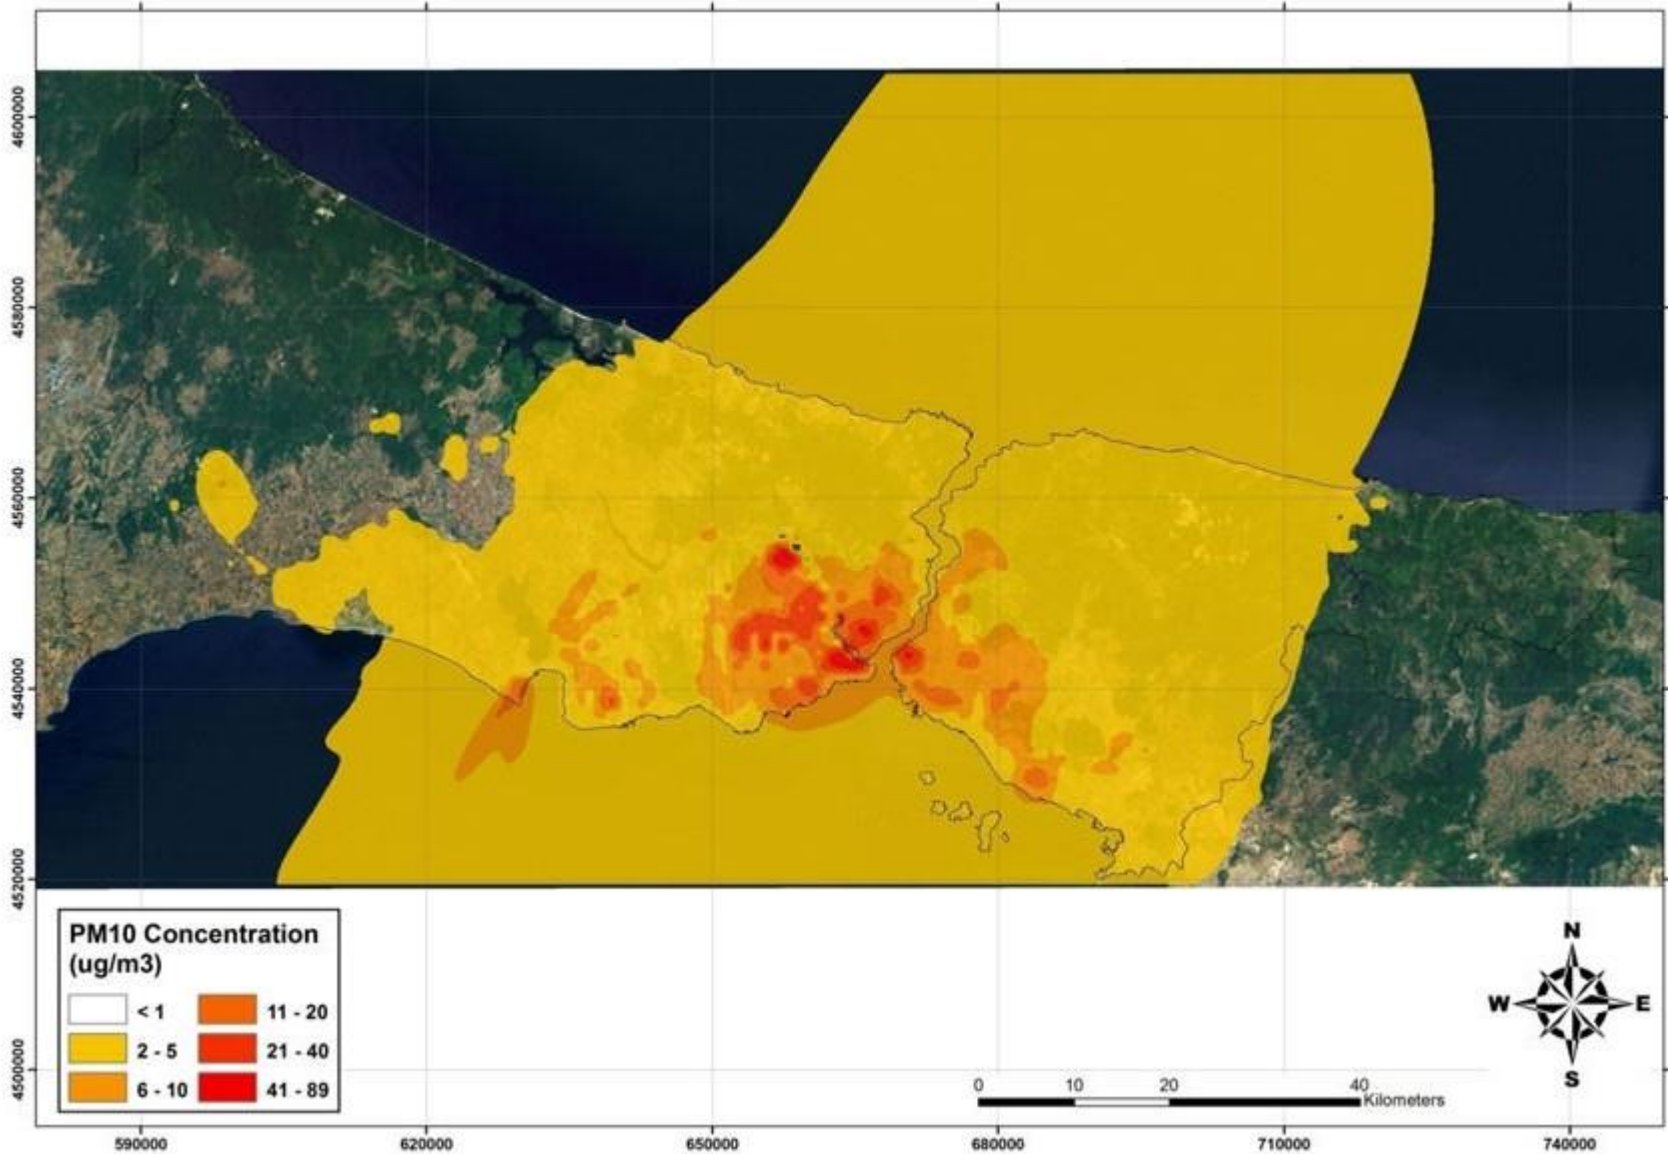 4600000
4580000
4560000
4540000
4520000
4500000
PM10 Concentration
(ug/m3)
< 1
11 - 20
2 - 5
21 - 40
6 - 10
41 - 89
N
W
E
S
0 10 20 40
Kilometers
590000 620000 650000 680000 710000 740000